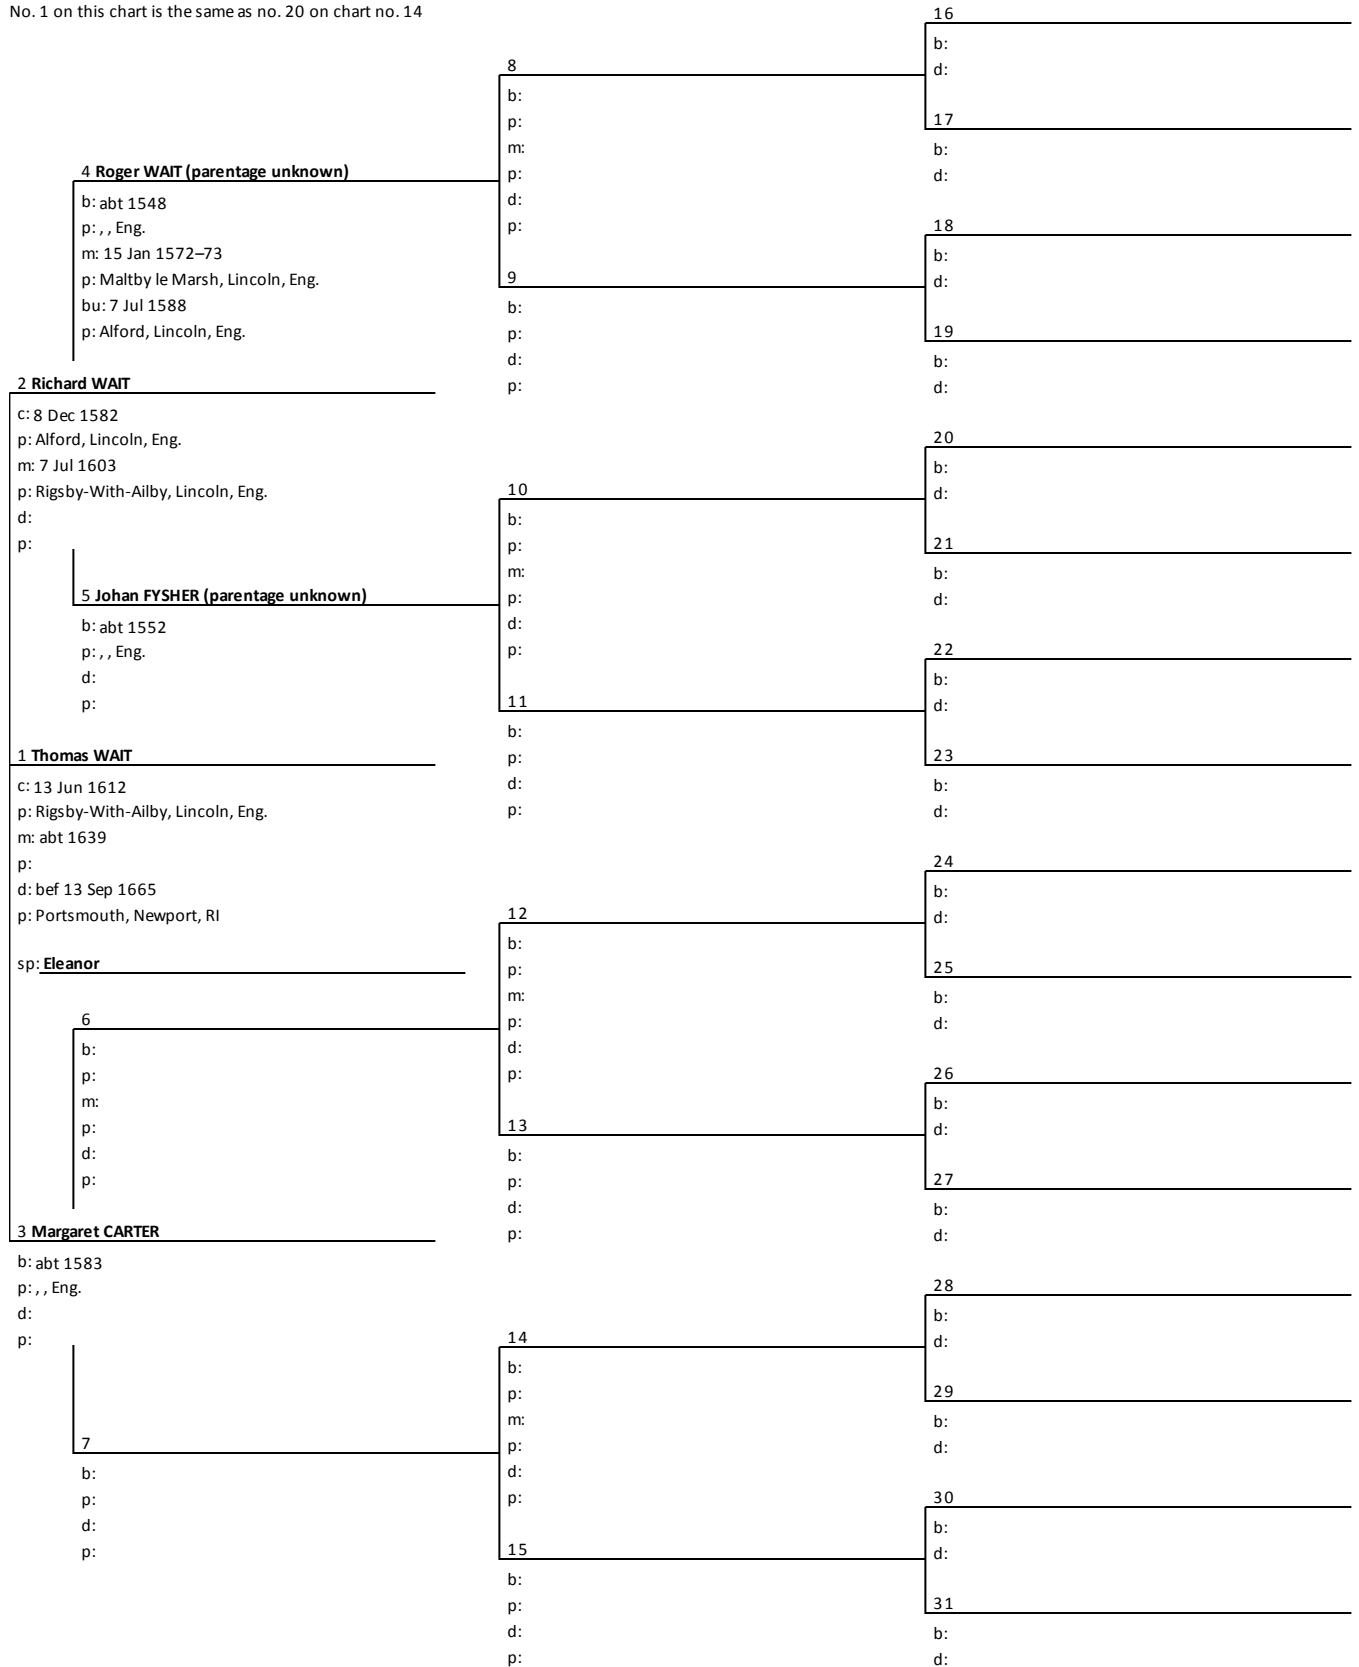 No. 1 on this chart is the same as no. 20 on chart no. 14
2 Richard WAIT
c: 8 Dec 1582
p: Alford, Lincoln, Eng.
m: 7 Jul 1603
p: Rigsby-With-Ailby, Lincoln, Eng.
d:
p:
1 Thomas WAIT
c: 13 Jun 1612
p: Rigsby-With-Ailby, Lincoln, Eng.
m: abt 1639
p:
d: bef 13 Sep 1665
p: Portsmouth, Newport, RI
sp: Eleanor
3 Margaret CARTER
b: abt 1583
p: , , Eng.
d:
p:
4 Roger WAIT (parentage unknown)
b: abt 1548
p: , , Eng.
m: 15 Jan 1572–73
p: Maltby le Marsh, Lincoln, Eng.
bu: 7 Jul 1588
p: Alford, Lincoln, Eng.
5 Johan FYSHER (parentage unknown)
b: abt 1552
p: , , Eng.
d:
p:
6
b:
p:
m:
p:
d:
p:
7
b:
p:
d:
p:
8
b:
p:
m:
p:
d:
p:
9
b:
p:
d:
p:
10
b:
p:
m:
p:
d:
p:
11
b:
p:
d:
p:
12
b:
p:
m:
p:
d:
p:
13
b:
p:
d:
p:
14
b:
p:
m:
p:
d:
p:
15
b:
p:
d:
p:
16
b:
d:
17
b:
d:
18
b:
d:
19
b:
d:
20
b:
d:
21
b:
d:
22
b:
d:
23
b:
d:
24
b:
d:
25
b:
d:
26
b:
d:
27
b:
d:
28
b:
d:
29
b:
d:
30
b:
d:
31
b:
d: